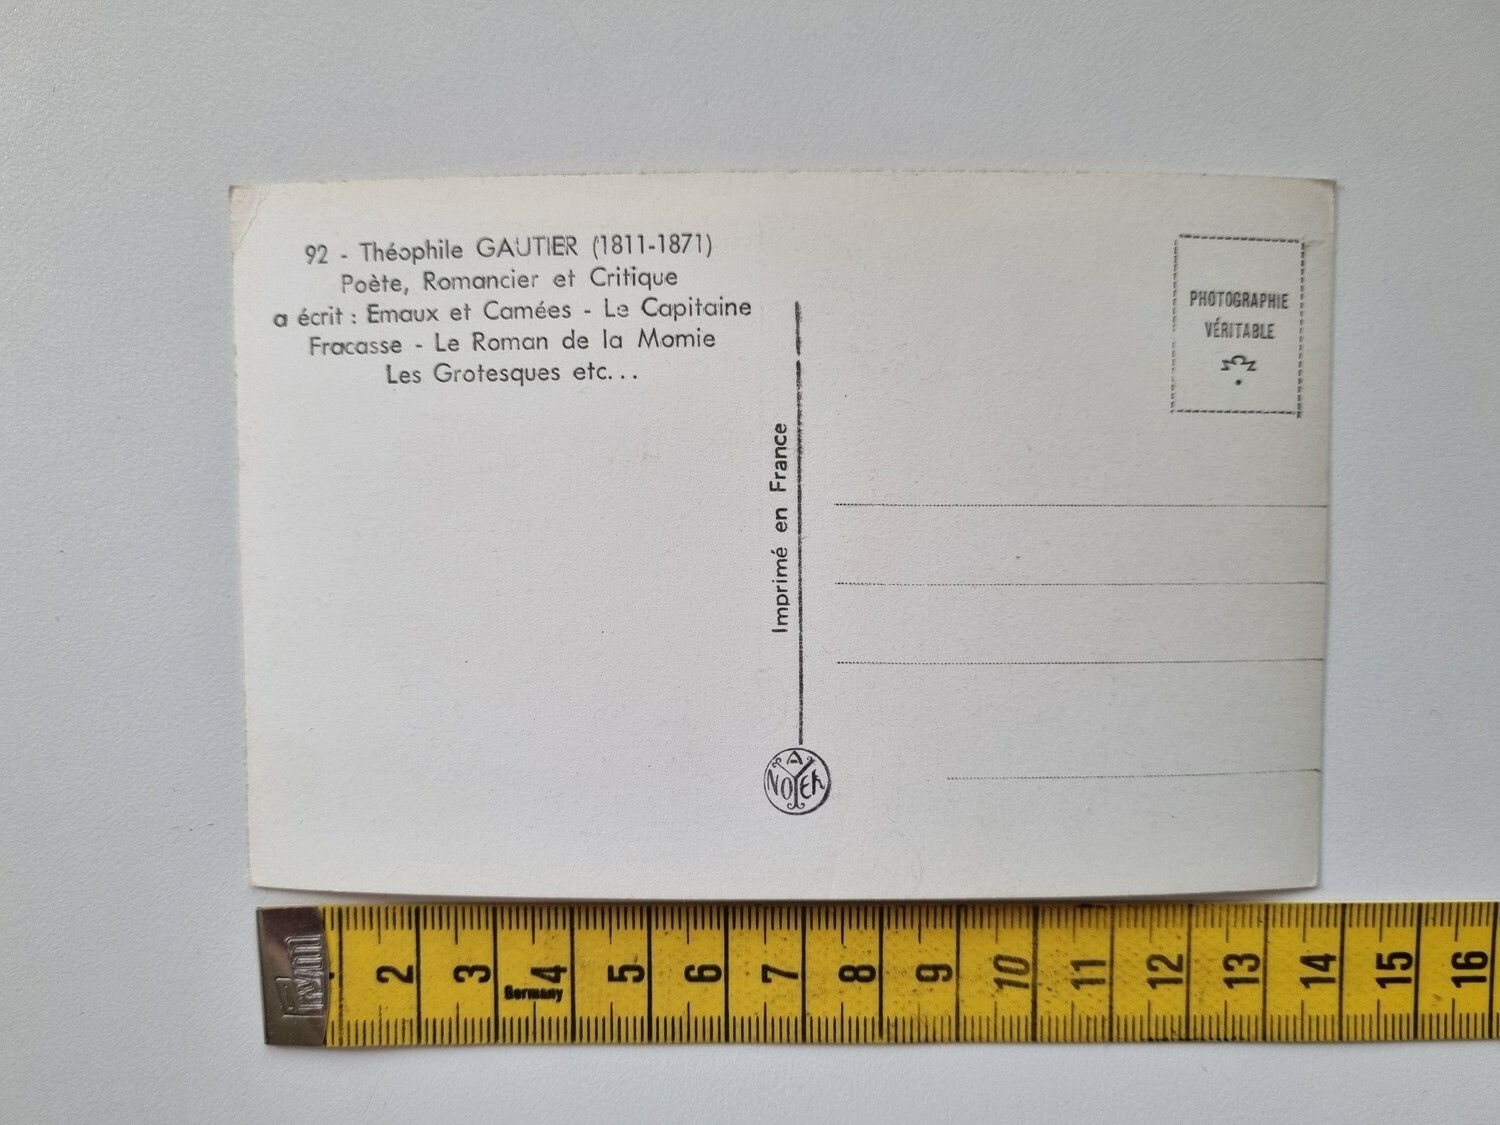 92 - Théophile GAUTIER (1811-1871)
Poète, Romancier et Critique
a écrit : Emaux et Camées - Le Capitaine
Fracasse - Le Roman de la Momie
Les Grotesques etc...
Imprimé en France
A
NOYER
PHOTOGRAPHIE
VÉRITABLE
Prym
2 3 4 5 6 7 8 9 10 11 12 13 14 15 16
Germany